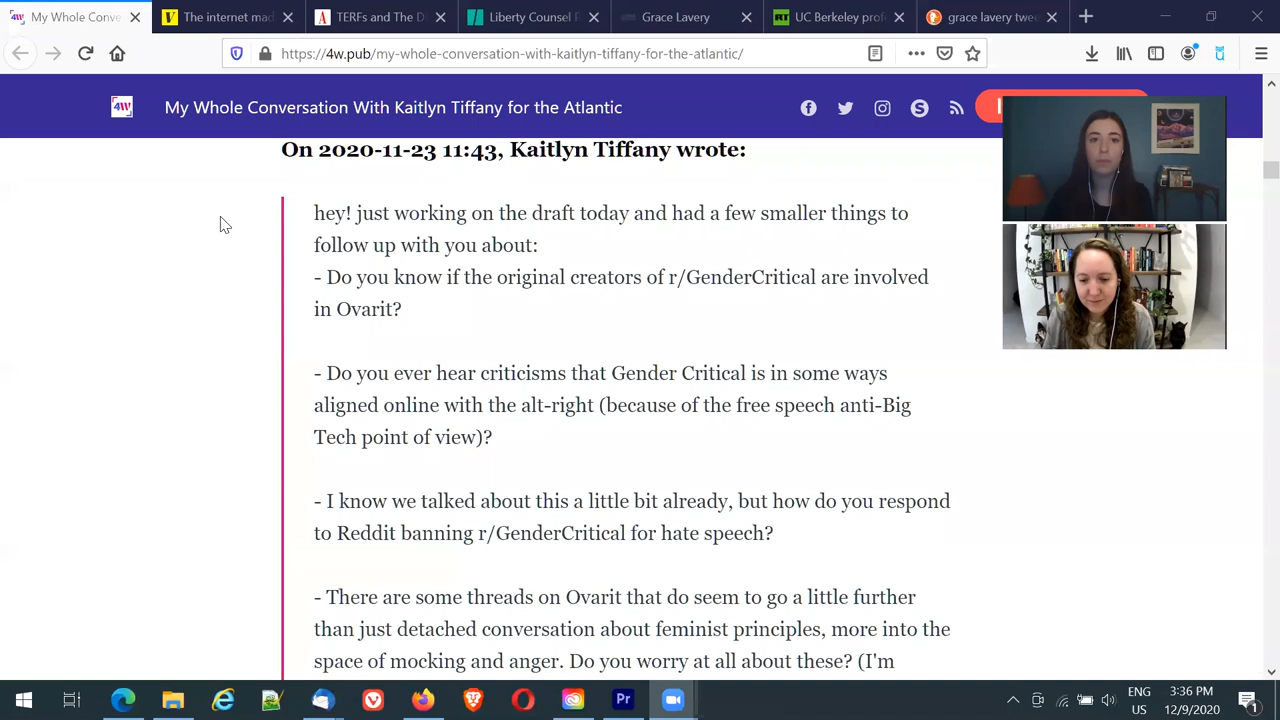 My Whole Conve
The internet mad
TERFs and The D
Liberty Counsel E
Grace Lavery
RT
UC Berkeley prof
grace lavery twee
https://4w.pub/my-whole-conversation-with-kaitlyn-tiffany-for-the-atlantic/
4W
My Whole Conversation With Kaitlyn Tiffany for the Atlantic
On 2020-11-23 11:43, Kaitlyn Tiffany wrote:
hey! just working on the draft today and had a few smaller things to
follow up with you about:
- Do you know if the original creators of r/GenderCritical are involved
in Ovarit?
- Do you ever hear criticisms that Gender Critical is in some ways
aligned online with the alt-right (because of the free speech anti-Big
Tech point of view)?
- I know we talked about this a little bit already, but how do you respond
to Reddit banning r/GenderCritical for hate speech?
- There are some threads on Ovarit that do seem to go a little further
than just detached conversation about feminist principles, more into the
space of mocking and anger. Do you worry at all about these? (I'm
Pr
ENG
US
3:36 PM
12/9/2020
1